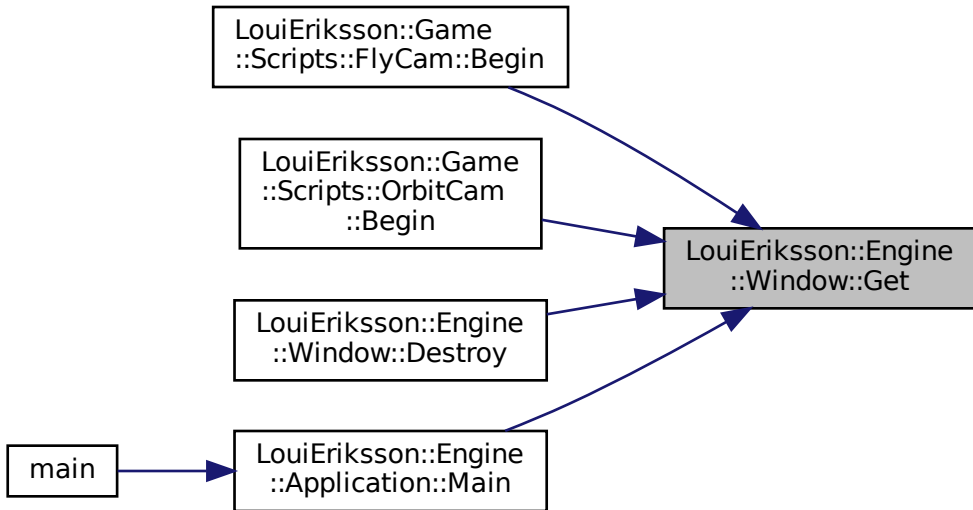 LouiEriksson::Game
::Scripts::FlyCam::Begin
LouiEriksson::Game
::Scripts::OrbitCam
::Begin
LouiEriksson::Engine
::Window::Get
LouiEriksson::Engine
::Window::Destroy
main
LouiEriksson::Engine
::Application::Main